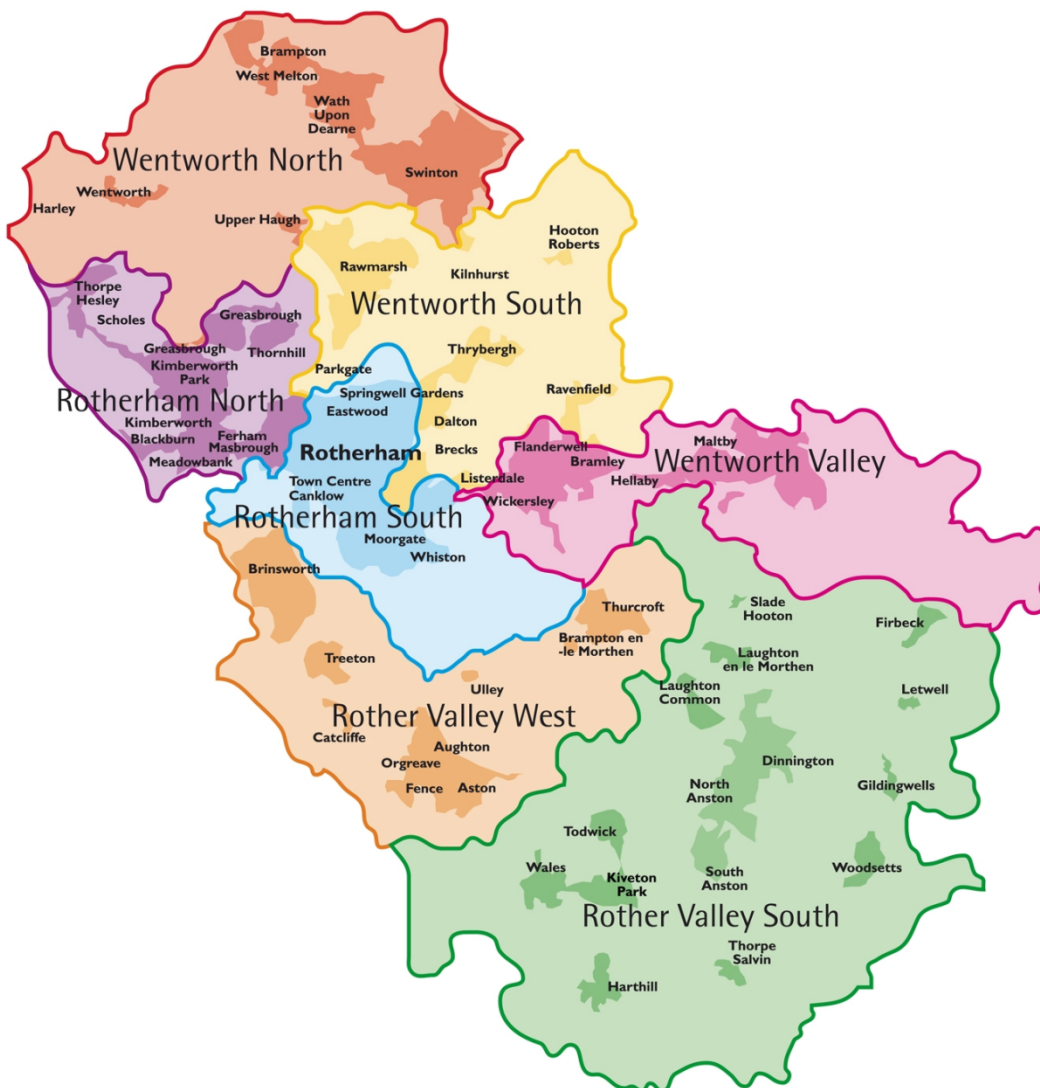 Brampton
West Melton
Wath
Upon
Dearne
Wentworth North
Swinton
Wentworth
Harley
Upper Haugh
Hooton
Roberts
Rawmarsh
Kilnhurst
Thorpe
Hesley
Wentworth South
Scholes
Greasbrough
Greasbrough
Thornhill
Thrybergh
Kimberworth
Park
Parkgate
Springwell Gardens
Ravenfield
Rotherham North
Eastwood
Kimberworth
Dalton
Blackburn
Ferham
Masbrough
Rotherham
Brecks
Flanderwell
Maltby
Meadowbank
Bramley
Wentworth Valley
Town Centre
Listerdale
Hellaby
Canklow
Wickersley
Rotherham South
Moorgate
Whiston
Brinsworth
Thurcroft
Slade
Hooton
Firbeck
Brampton en
-le Morthen
Treeton
Laughton
en le Morthen
Ulley
Laughton
Common
Letwell
Rother Valley West
Catcliffe
Aughton
Orgreave
Dinnington
Fence
Aston
North
Anston
Gildingwells
Todwick
Wales
Kiveton
Park
South
Anston
Woodsetts
Rother Valley South
Thorpe
Salvin
Harthill